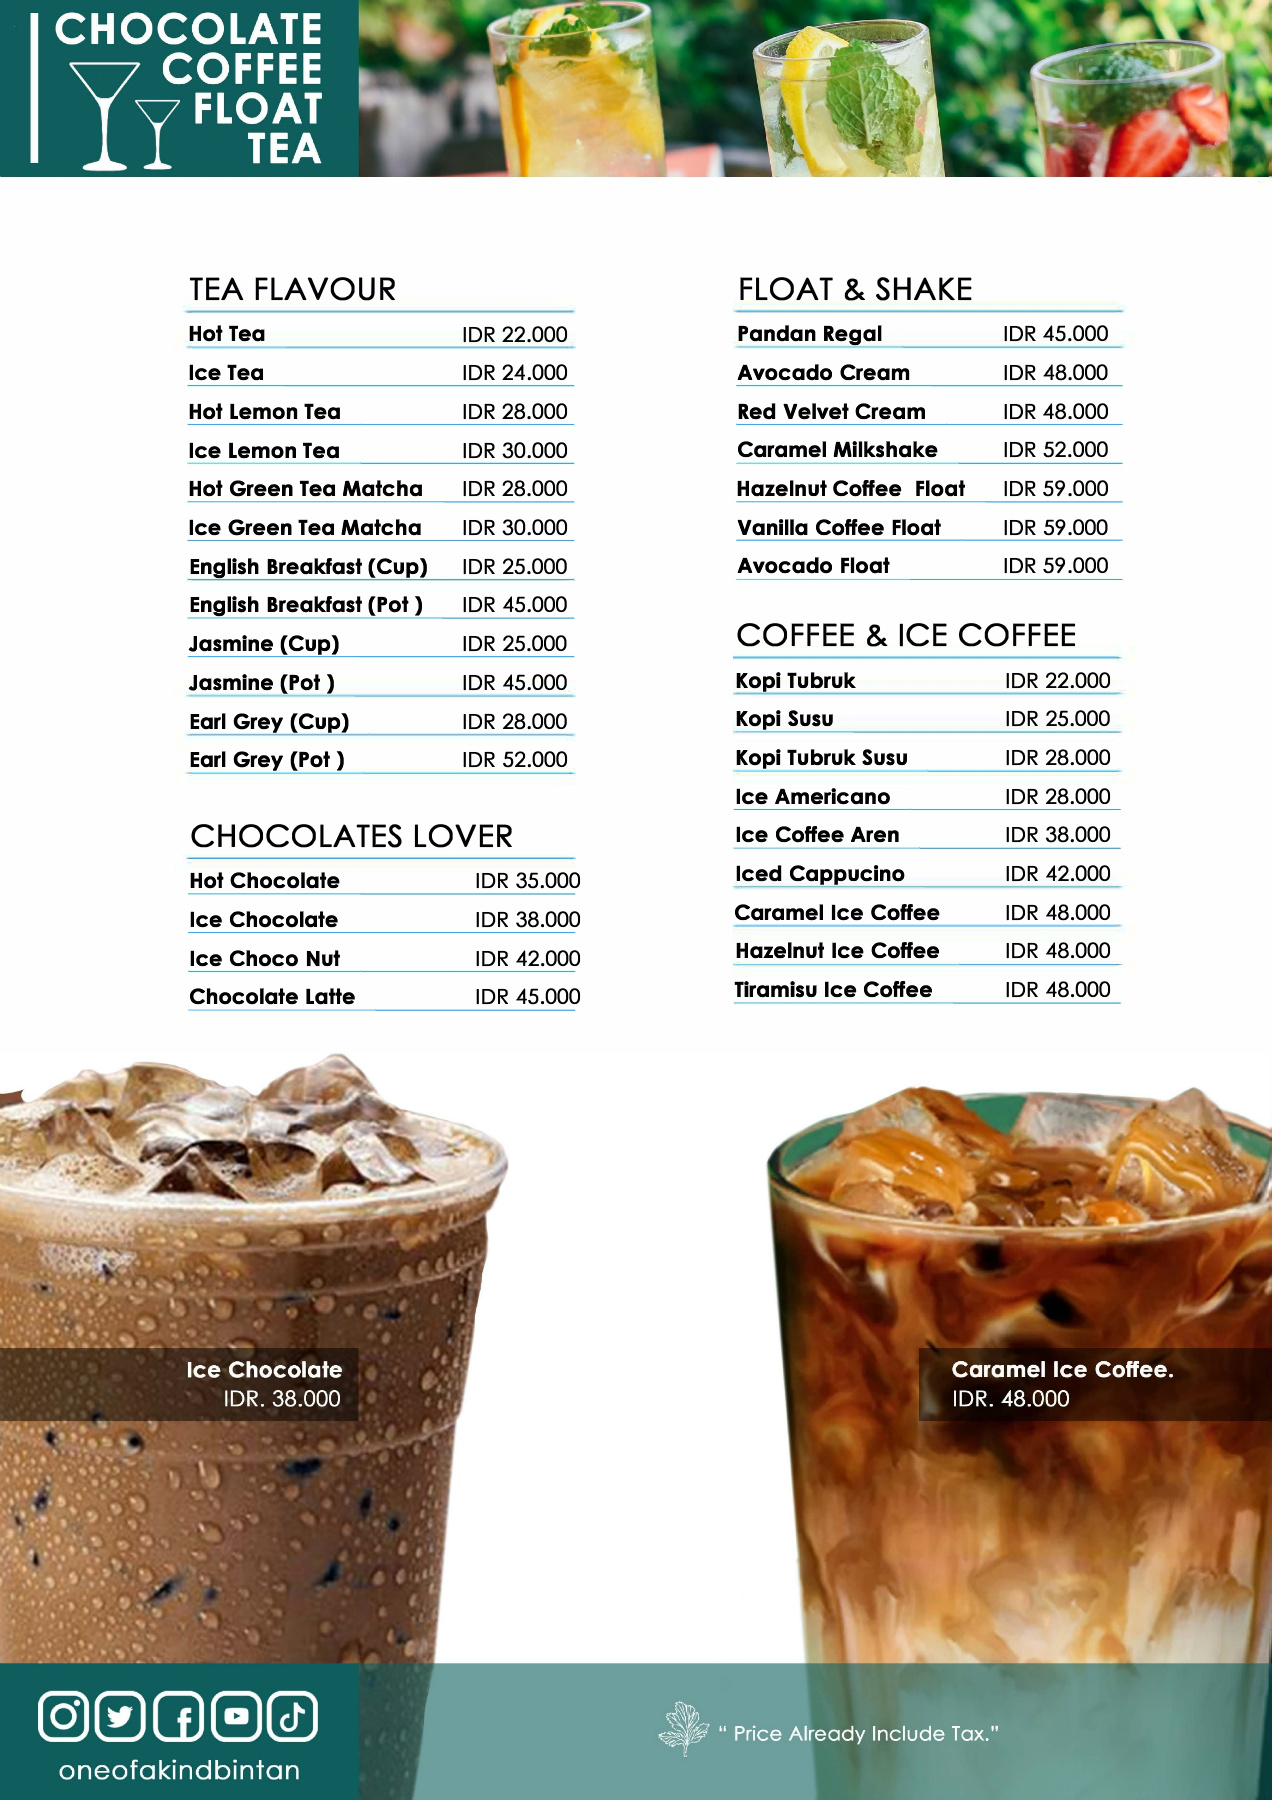 CHOCOLATE
COFFEE
FLOAT
TEA
TEA FLAVOUR
Hot Tea IDR 22.000
Ice Tea IDR 24.000
Hot Lemon Tea IDR 28.000
Ice Lemon Tea IDR 30.000
Hot Green Tea Matcha IDR 28.000
Ice Green Tea Matcha IDR 30.000
English Breakfast (Cup) IDR 25.000
English Breakfast (Pot ) IDR 45.000
Jasmine (Cup) IDR 25.000
Jasmine (Pot ) IDR 45.000
Earl Grey (Cup) IDR 28.000
Earl Grey (Pot ) IDR 52.000
CHOCOLATES LOVER
Hot Chocolate IDR 35.000
Ice Chocolate IDR 38.000
Ice Choco Nut IDR 42.000
Chocolate Latte IDR 45.000
FLOAT & SHAKE
Pandan Regal IDR 45.000
Avocado Cream IDR 48.000
Red Velvet Cream IDR 48.000
Caramel Milkshake IDR 52.000
Hazelnut Coffee  Float IDR 59.000
Vanilla Coffee Float IDR 59.000
Avocado Float IDR 59.000
COFFEE & ICE COFFEE
Kopi Tubruk IDR 22.000
Kopi Susu IDR 25.000
Kopi Tubruk Susu IDR 28.000
Ice Americano IDR 28.000
Ice Coffee Aren IDR 38.000
Iced Cappucino IDR 42.000
Caramel Ice Coffee IDR 48.000
Hazelnut Ice Coffee IDR 48.000
Tiramisu Ice Coffee IDR 48.000
Ice Chocolate
IDR. 38.000
Caramel Ice Coffee.
IDR. 48.000
oneofakindbintan
“ Price Already Include Tax.”